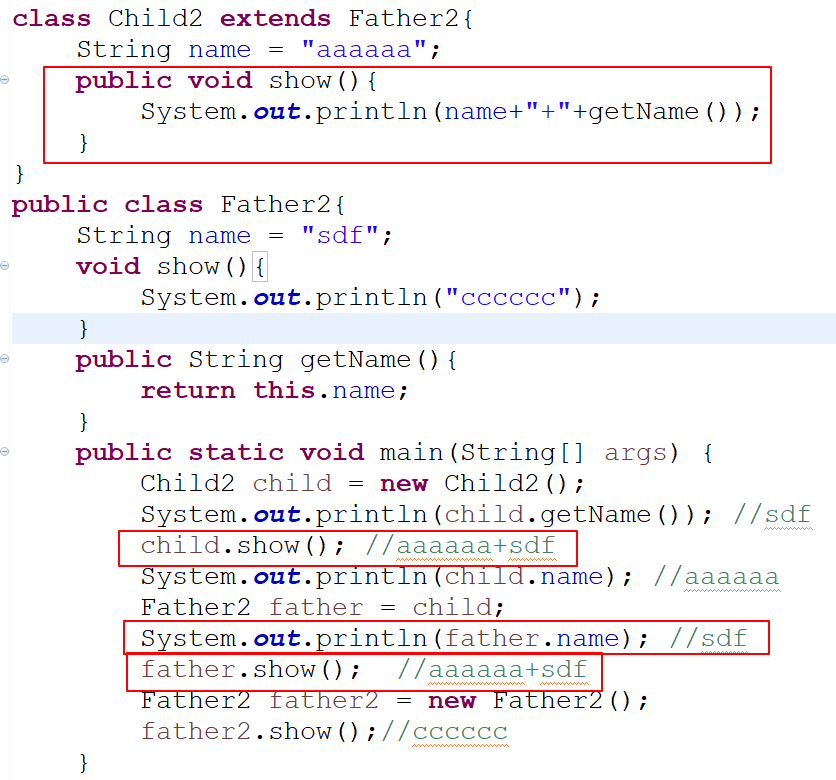 class Child2 extends Father2{
    String name = "aaaaaa";
    public void show(){
        System.out.println(name+"+"+getName());
    }
}
public class Father2{
    String name = "sdf";
    void show(){
        System.out.println("cccccc");
    }
    public String getName(){
        return this.name;
    }
    public static void main(String[] args) {
        Child2 child = new Child2();
        System.out.println(child.getName()); //sdf
        child.show(); //aaaaaa+sdf
        System.out.println(child.name); //aaaaaa
        Father2 father = child;
        System.out.println(father.name); //sdf
        father.show();  //aaaaaa+sdf
        Father2 father2 = new Father2();
        father2.show();//cccccc
    }